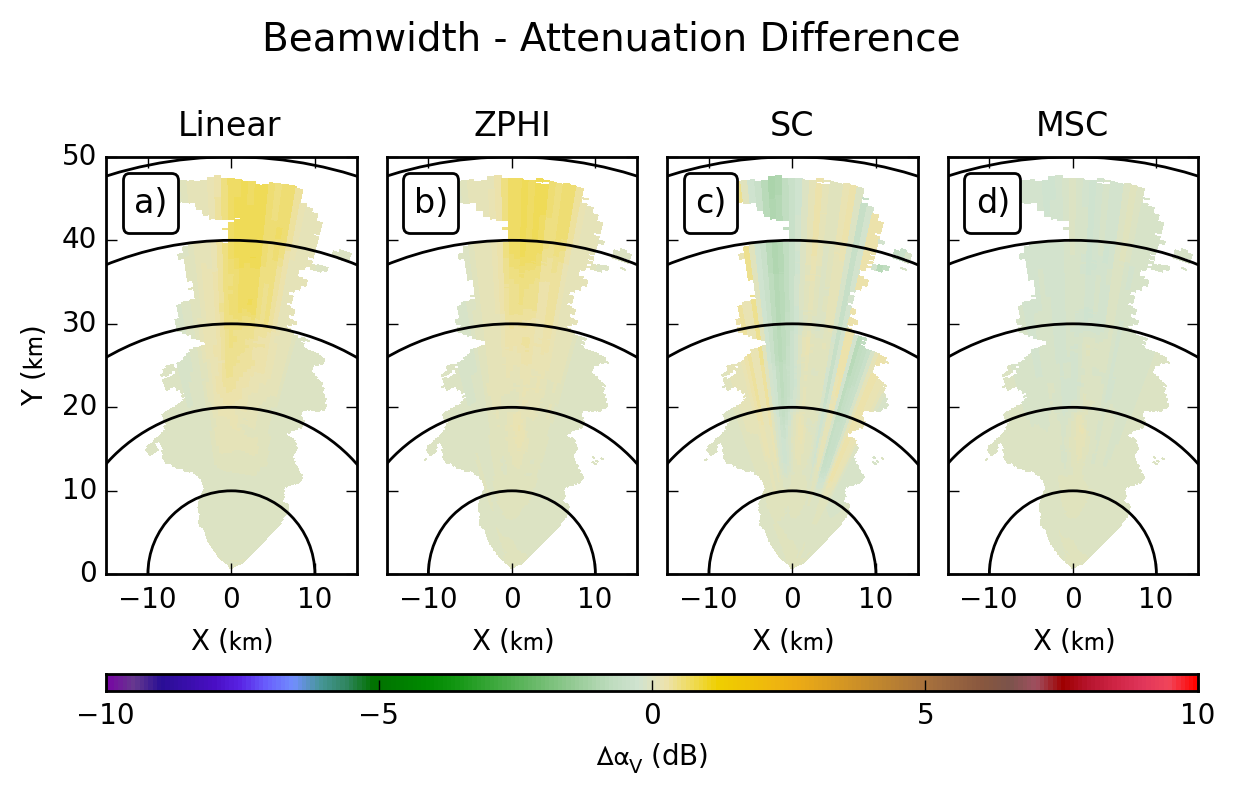 Beamwidth - Attenuation Difference
Linear ZPHI SC MSC
50
a) b) c) d)
40
30
20
10
0
Y (km)
−10 0 10 −10 0 10 −10 0 10 −10 0 10
X (km) X (km) X (km) X (km)
−10 −5 0 5 10
Δα_V (dB)